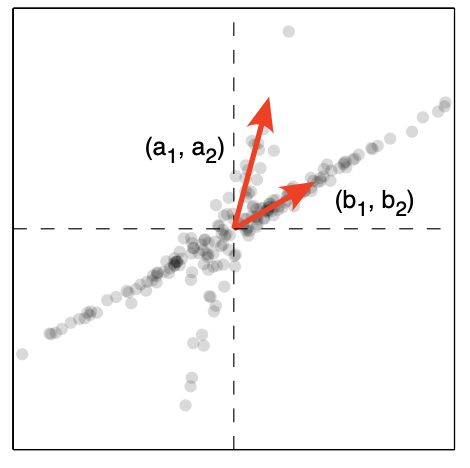 (a₁, a₂)
(b₁, b₂)